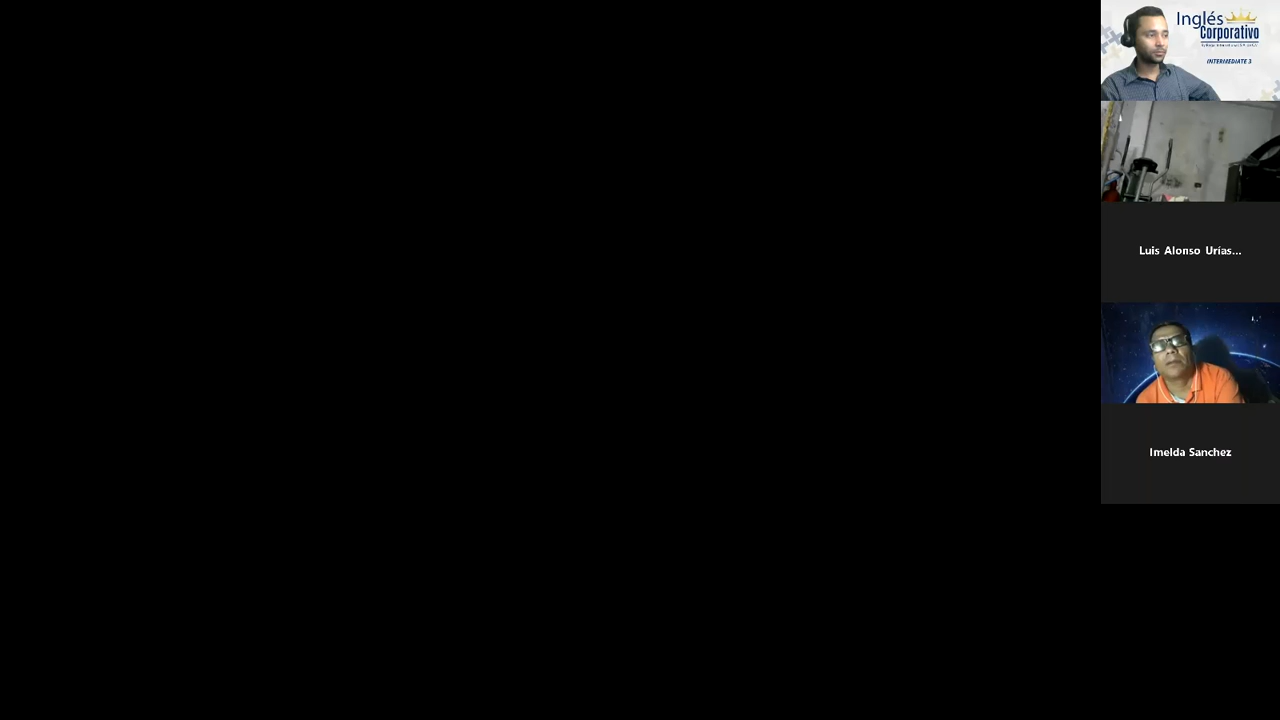 Inglés
Corporativo
INTERMEDIATE 3
Luis Alonso Urías...
Imelda Sanchez